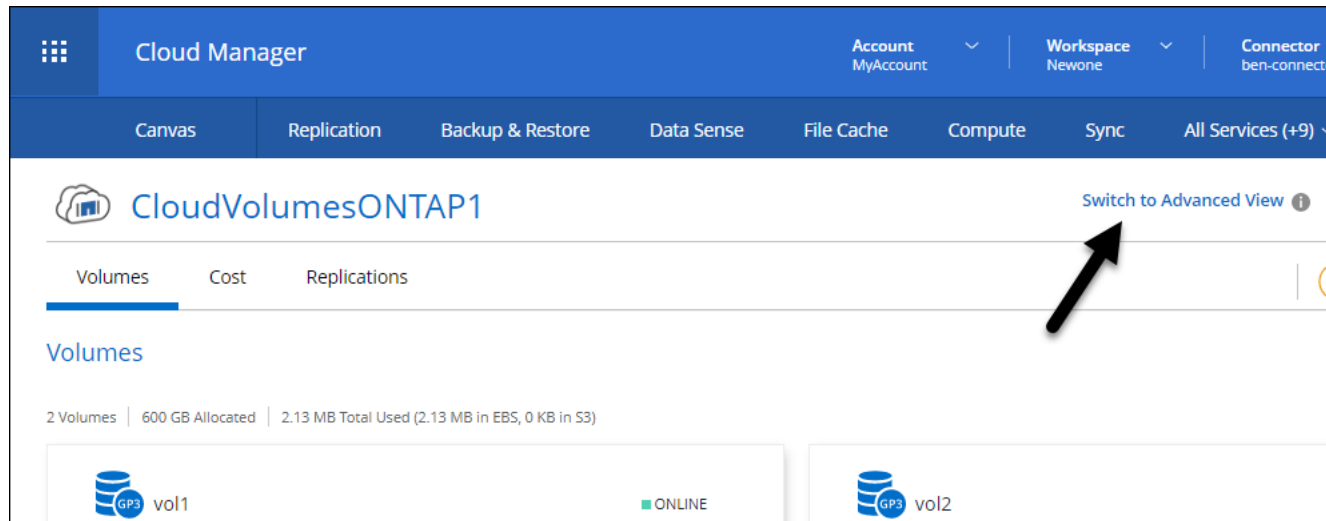 Cloud Manager
Account
MyAccount
Workspace
Newone
Connector
ben-connect
Canvas Replication Backup & Restore Data Sense File Cache Compute Sync All Services (+9)
CloudVolumesONTAP1
Switch to Advanced View
Volumes Cost Replications
Volumes
2 Volumes | 600 GB Allocated | 2.13 MB Total Used (2.13 MB in EBS, 0 KB in S3)
GP3 vol1 ONLINE
GP3 vol2